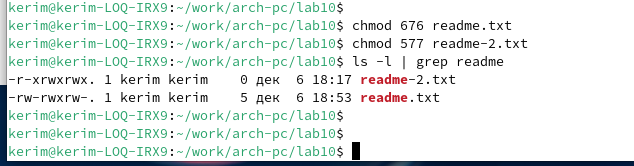 kerim@kerim-LOQ-IRX9:~/work/arch-pc/lab10$
kerim@kerim-LOQ-IRX9:~/work/arch-pc/lab10$ chmod 676 readme.txt
kerim@kerim-LOQ-IRX9:~/work/arch-pc/lab10$ chmod 577 readme-2.txt
kerim@kerim-LOQ-IRX9:~/work/arch-pc/lab10$ ls -l | grep readme
-r-xrwxrwx. 1 kerim kerim    0 дек  6 18:17 readme-2.txt
-rw-rwxrw-. 1 kerim kerim    5 дек  6 18:53 readme.txt
kerim@kerim-LOQ-IRX9:~/work/arch-pc/lab10$
kerim@kerim-LOQ-IRX9:~/work/arch-pc/lab10$
kerim@kerim-LOQ-IRX9:~/work/arch-pc/lab10$